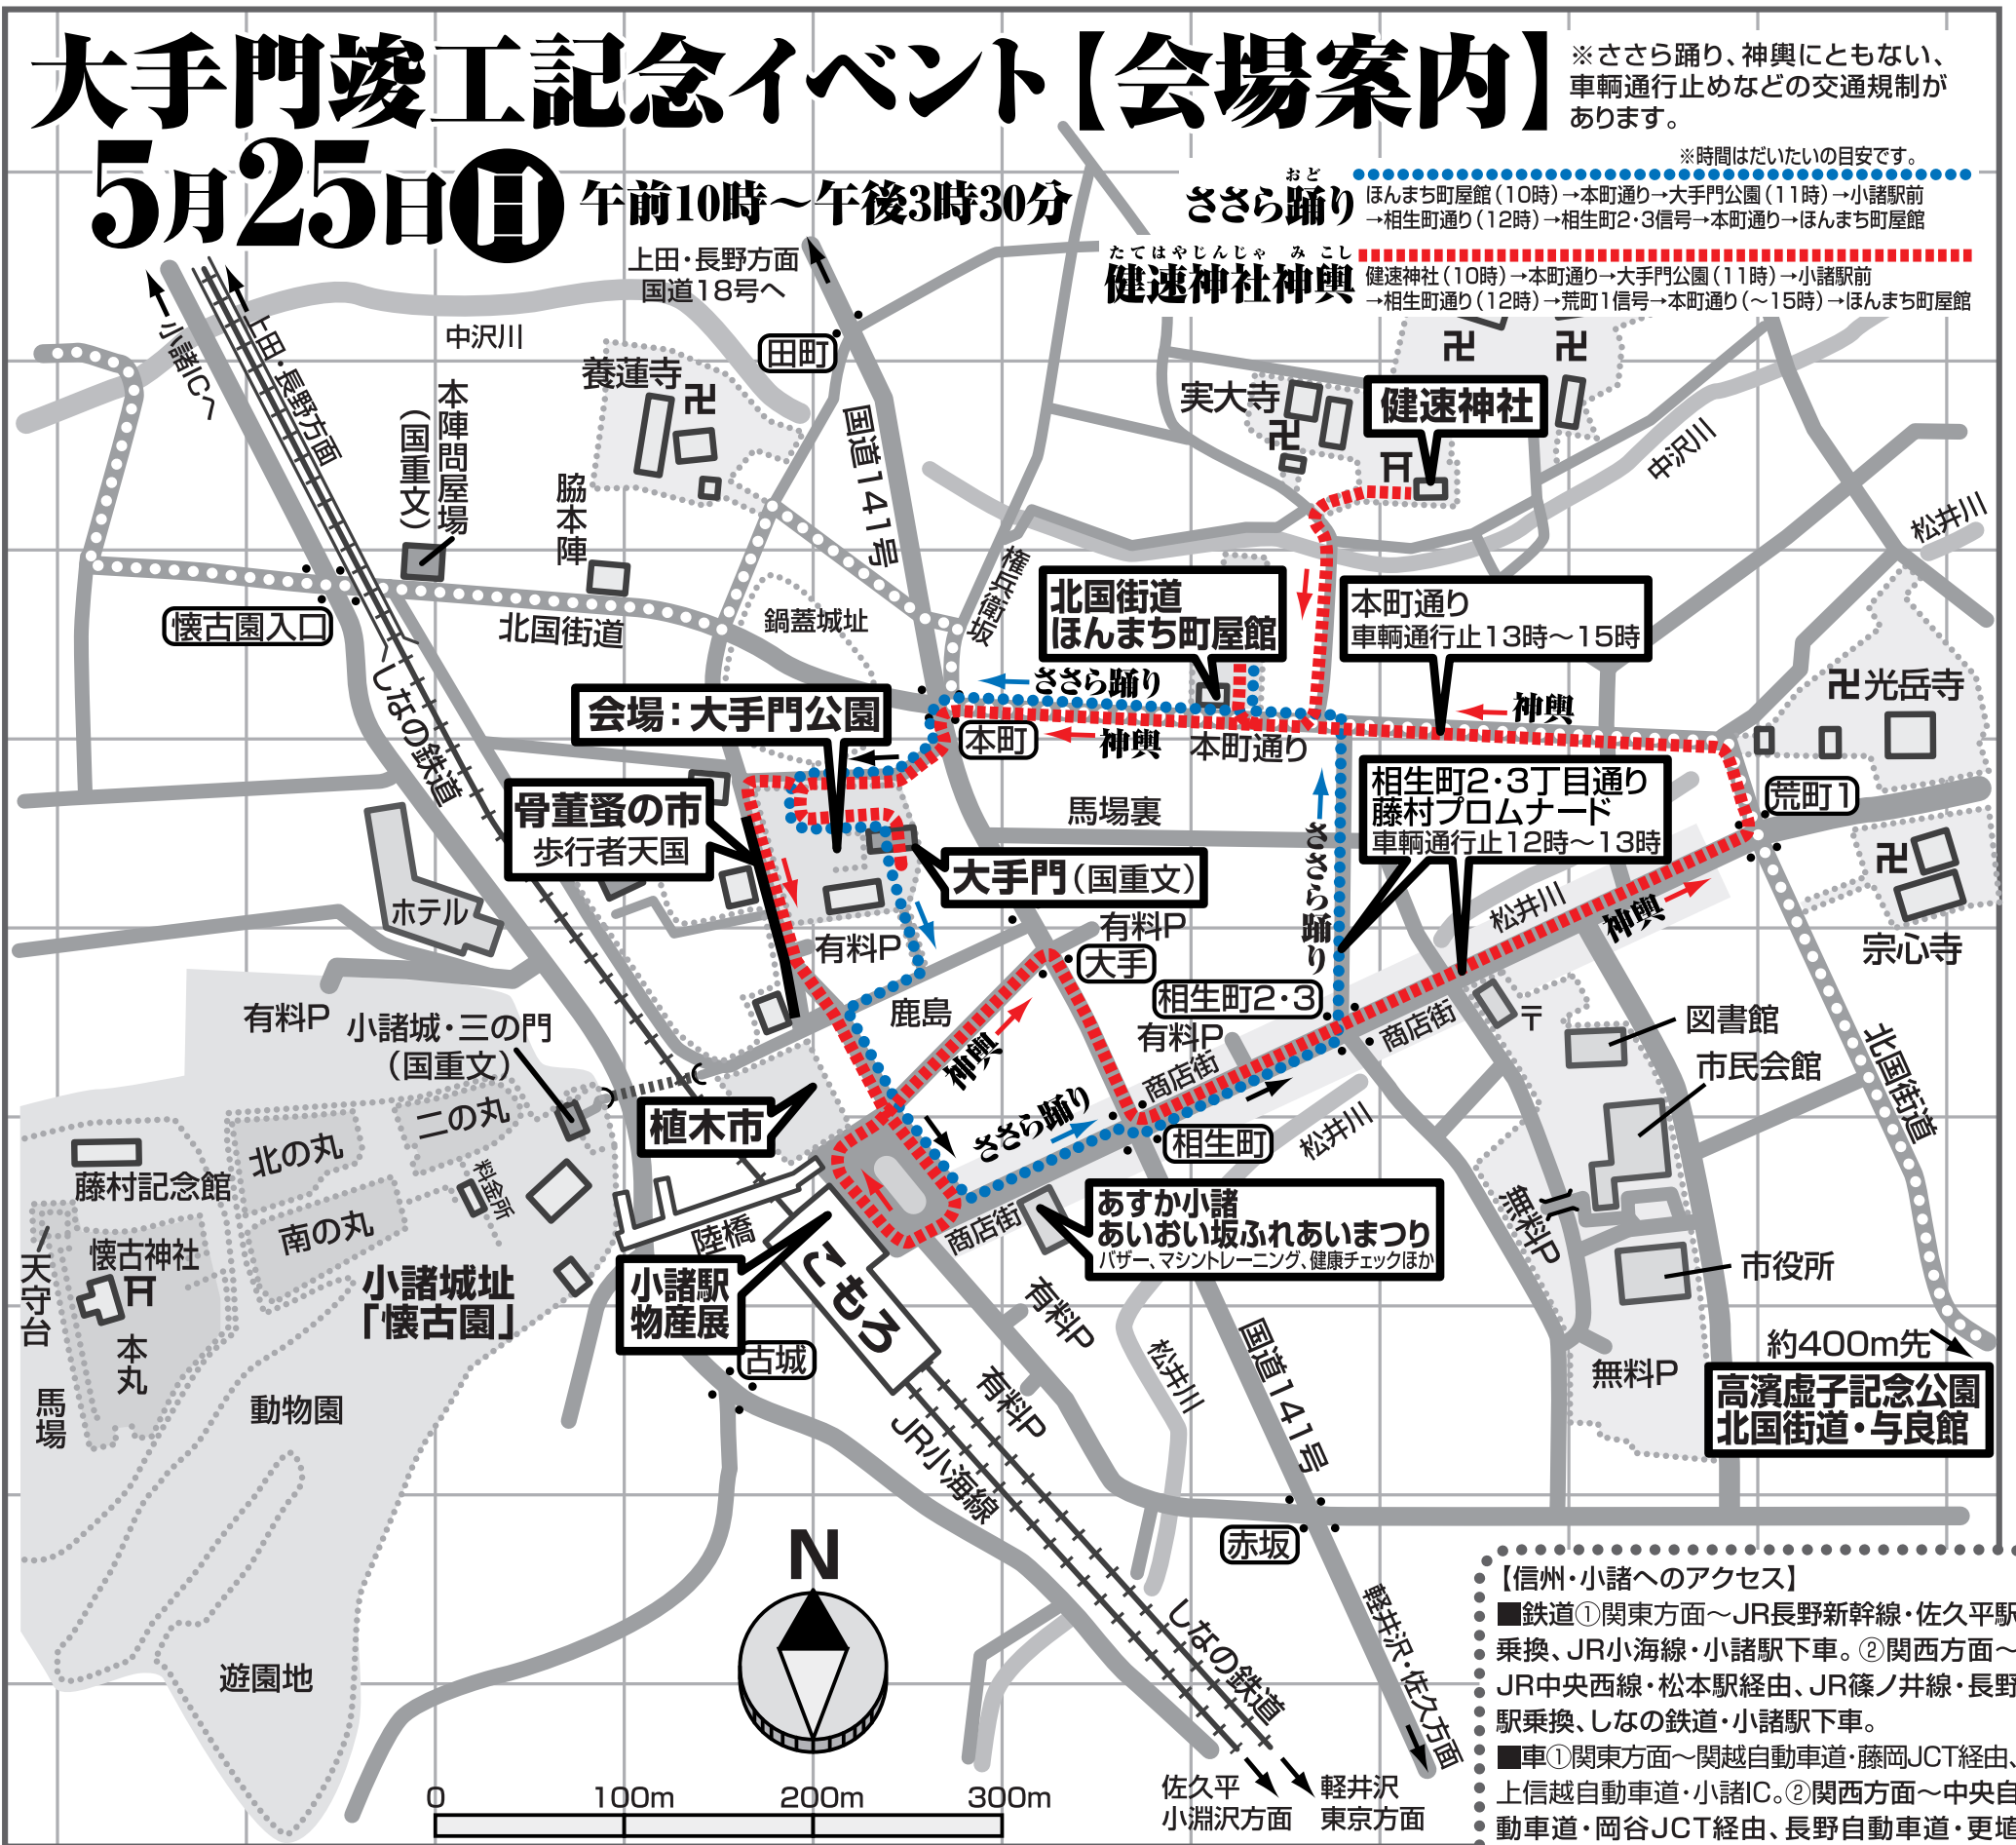 大手門竣工記念イベント【会場案内】
5月25日㊐ 午前10時～午後3時30分
※ささら踊り、神輿にともない、
車輌通行止めなどの交通規制が
あります。
※時間はだいたいの目安です。
おど
ささら踊り
ほんまち町屋館（10時）→本町通り→大手門公園（11時）→小諸駅前
→相生町通り（12時）→相生町2・3信号→本町通り→ほんまち町屋館
たてはやじんじゃ みこし
健速神社神輿
健速神社（10時）→本町通り→大手門公園（11時）→小諸駅前
→相生町通り（12時）→荒町1信号→本町通り（～15時）→ほんまち町屋館
上田・長野方面
国道18号へ
小諸ICへ
上田・長野方面
中沢川
田町
養蓮寺
国道141号
本陣問屋場
（国重文）
脇本陣
実大寺
健速神社
中沢川
松井川
懐古園入口
北国街道
鍋蓋城址
権兵衛坂
北国街道
ほんまち町屋館
本町通り
車輌通行止13時～15時
光岳寺
しなの鉄道
会場：大手門公園
ささら踊り
神輿
本町
神輿
本町通り
骨董蚤の市
歩行者天国
馬場裏
相生町2・3丁目通り
藤村プロムナード
車輌通行止12時～13時
荒町1
大手門（国重文）
ささら踊り
ホテル
有料P
有料P
大手
松井川
神輿
宗心寺
有料P
小諸城・三の門
（国重文）
鹿島
神輿
相生町2・3
有料P
商店街
商店街
〒
図書館
市民会館
北国街道
植木市
ささら踊り
相生町
松井川
二の丸
北の丸
南の丸
料金所
藤村記念館
懐古神社
天守台
本丸
馬場
小諸城址
「懐古園」
陸橋
小諸駅
物産展
こもろ
商店街
あすか小諸
あいおい坂ふれあいまつり
バザー、マシントレーニング、健康チェックほか
無料P
市役所
古城
有料P
有料P
松井川
国道141号
無料P
約400m先
高濱虚子記念公園
北国街道・与良館
動物園
JR小海線
赤坂
N
遊園地
しなの鉄道
軽井沢・佐久方面
佐久平
小淵沢方面
軽井沢
東京方面
0 100m 200m 300m
【信州・小諸へのアクセス】
■鉄道①関東方面～JR長野新幹線・佐久平駅
乗換、JR小海線・小諸駅下車。②関西方面～
JR中央西線・松本駅経由、JR篠ノ井線・長野
駅乗換、しなの鉄道・小諸駅下車。
■車①関東方面～関越自動車道・藤岡JCT経由、
上信越自動車道・小諸IC。②関西方面～中央自
動車道・岡谷JCT経由、長野自動車道・更埴